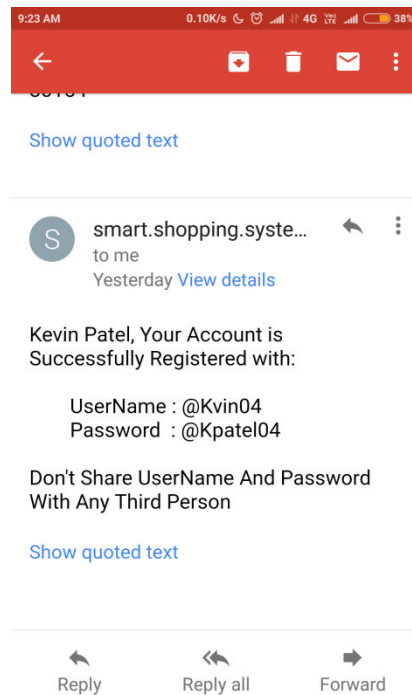 9:23 AM 0.10K/s 4G VoLTE 38%
Show quoted text
S
smart.shopping.syste...
to me
Yesterday View details
Kevin Patel, Your Account is
Successfully Registered with:
UserName : @Kvin04
Password : @Kpatel04
Don't Share UserName And Password
With Any Third Person
Show quoted text
Reply Reply all Forward